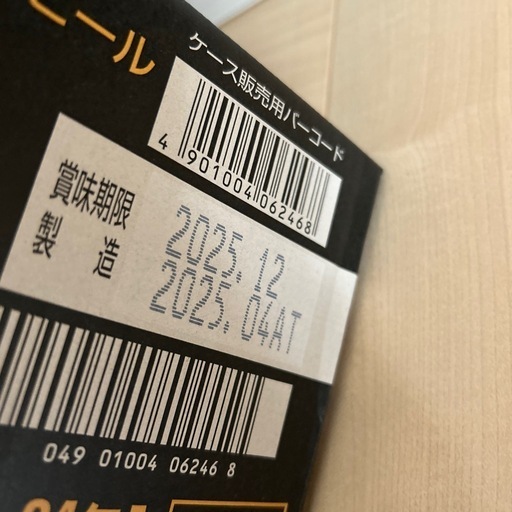 ビール
ケース販売用バーコード
4 901004 062468
賞味期限 2025.12
製造 2025.04AT
049 01004 06246 8